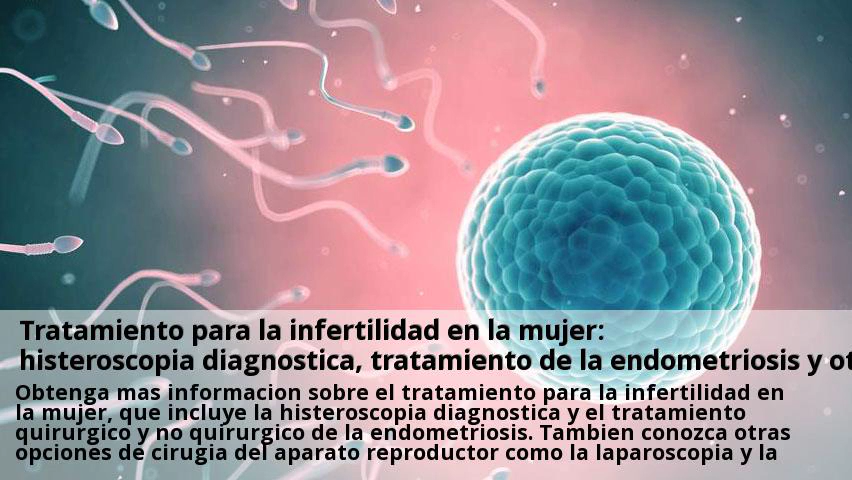 Tratamiento para la infertilidad en la mujer:
histeroscopia diagnostica, tratamiento de la endometriosis y ot
Obtenga mas informacion sobre el tratamiento para la infertilidad en
la mujer, que incluye la histeroscopia diagnostica y el tratamiento
quirurgico y no quirurgico de la endometriosis. Tambien conozca otras
opciones de cirugia del aparato reproductor como la laparoscopia y la